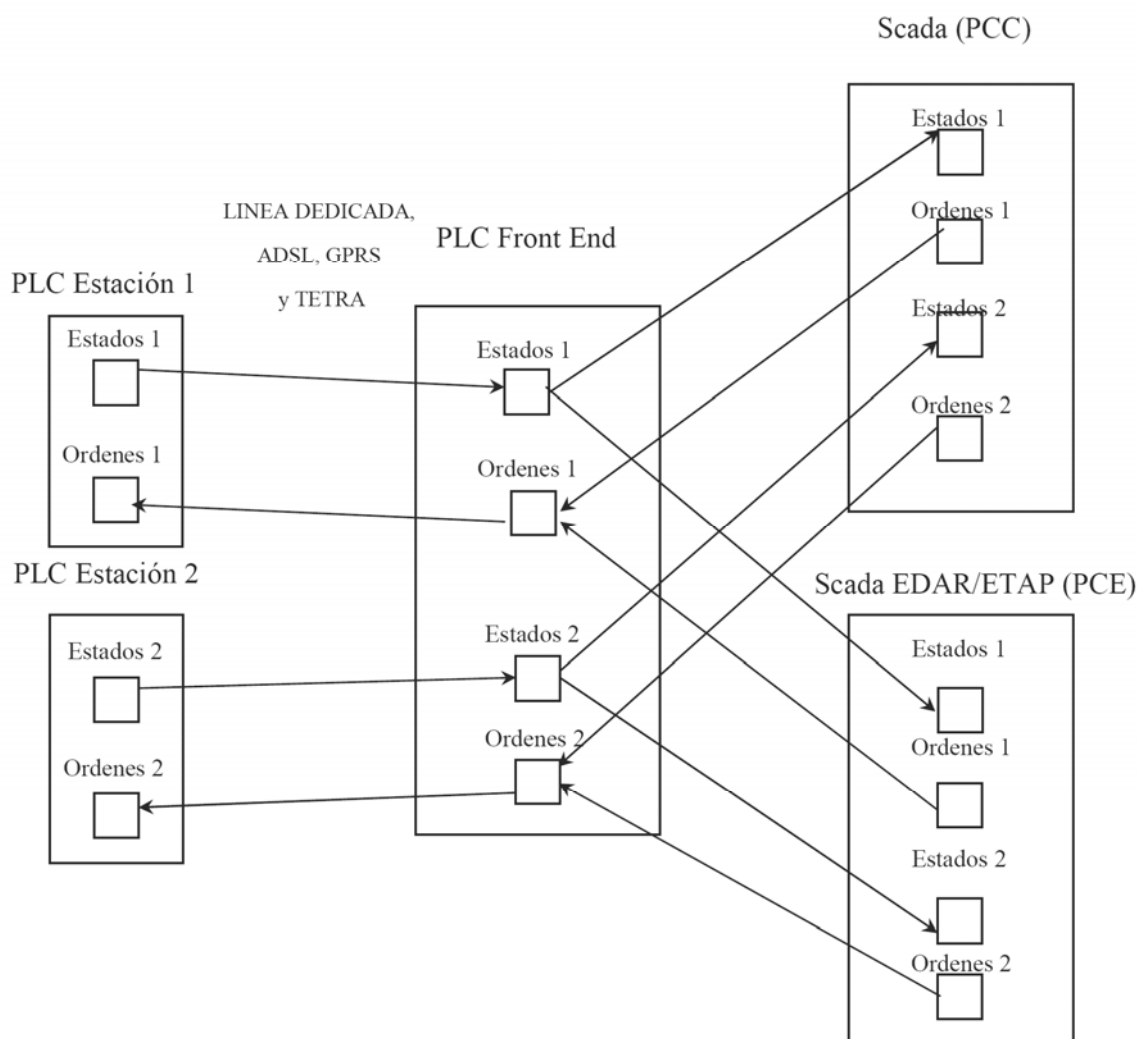 Scada (PCC)
Estados 1
Ordenes 1
Estados 2
Ordenes 2
LINEA DEDICADA,
ADSL, GPRS
y TETRA
PLC Front End
Estados 1
Ordenes 1
Estados 2
Ordenes 2
PLC Estación 1
Estados 1
Ordenes 1
PLC Estación 2
Estados 2
Ordenes 2
Scada EDAR/ETAP (PCE)
Estados 1
Ordenes 1
Estados 2
Ordenes 2